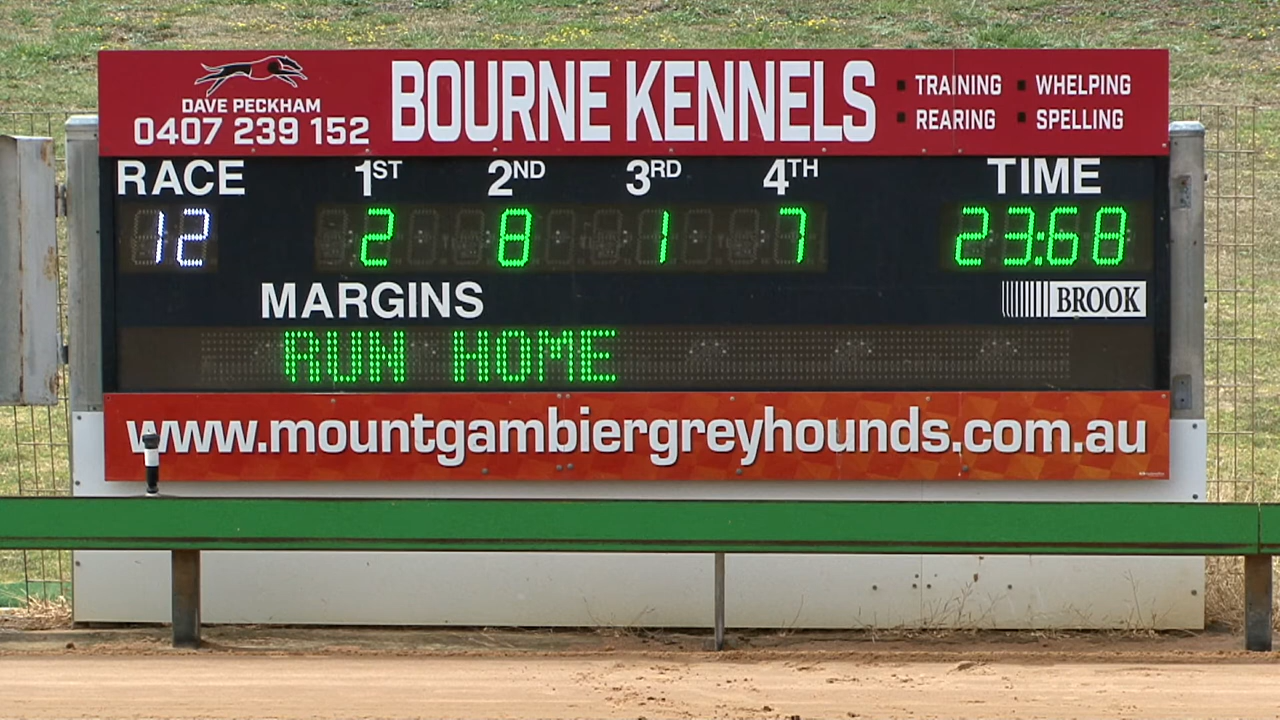 DAVE PECKHAM
0407 239 152
BOURNE KENNELS
▪ TRAINING ▪ WHELPING
▪ REARING ▪ SPELLING
RACE 1ST 2ND 3RD 4TH TIME
12 2 8 1 7 23:68
MARGINS
BROOK
RUN HOME
www.mountgambiergreyhounds.com.au